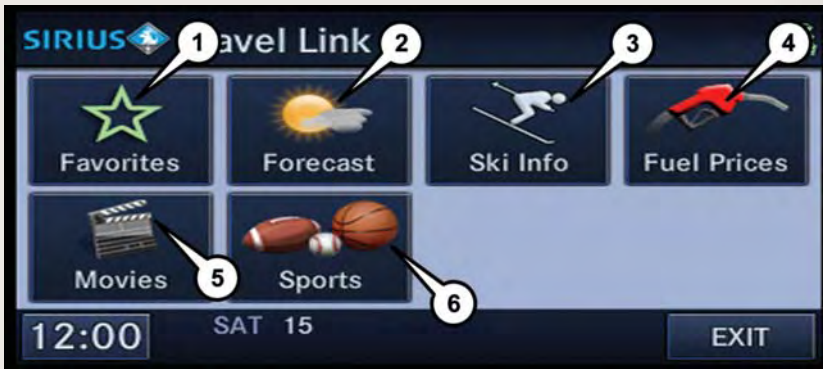 SIRIUS avel Link
1 2 3 4
Favorites Forecast Ski Info Fuel Prices
5 6
Movies Sports
12:00 SAT 15 EXIT